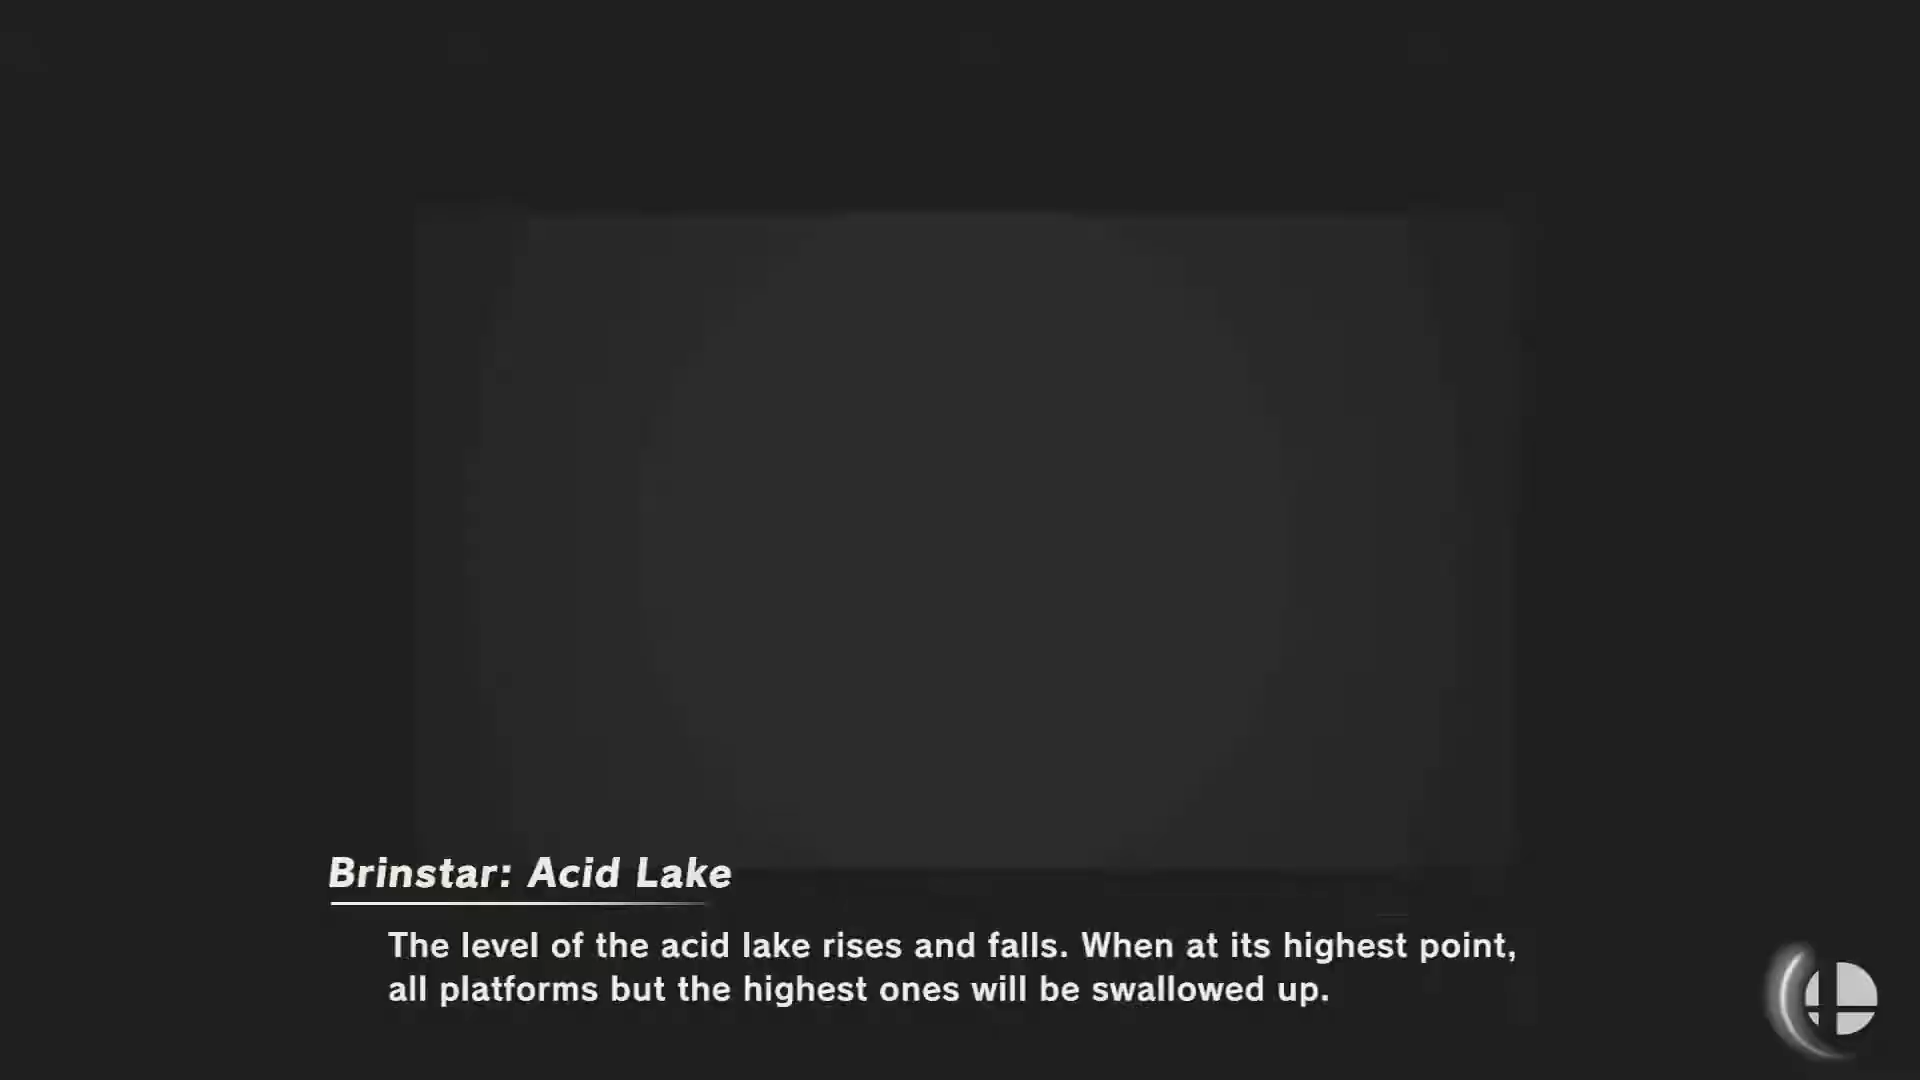 Brinstar: Acid Lake
The level of the acid lake rises and falls. When at its highest point,
all platforms but the highest ones will be swallowed up.